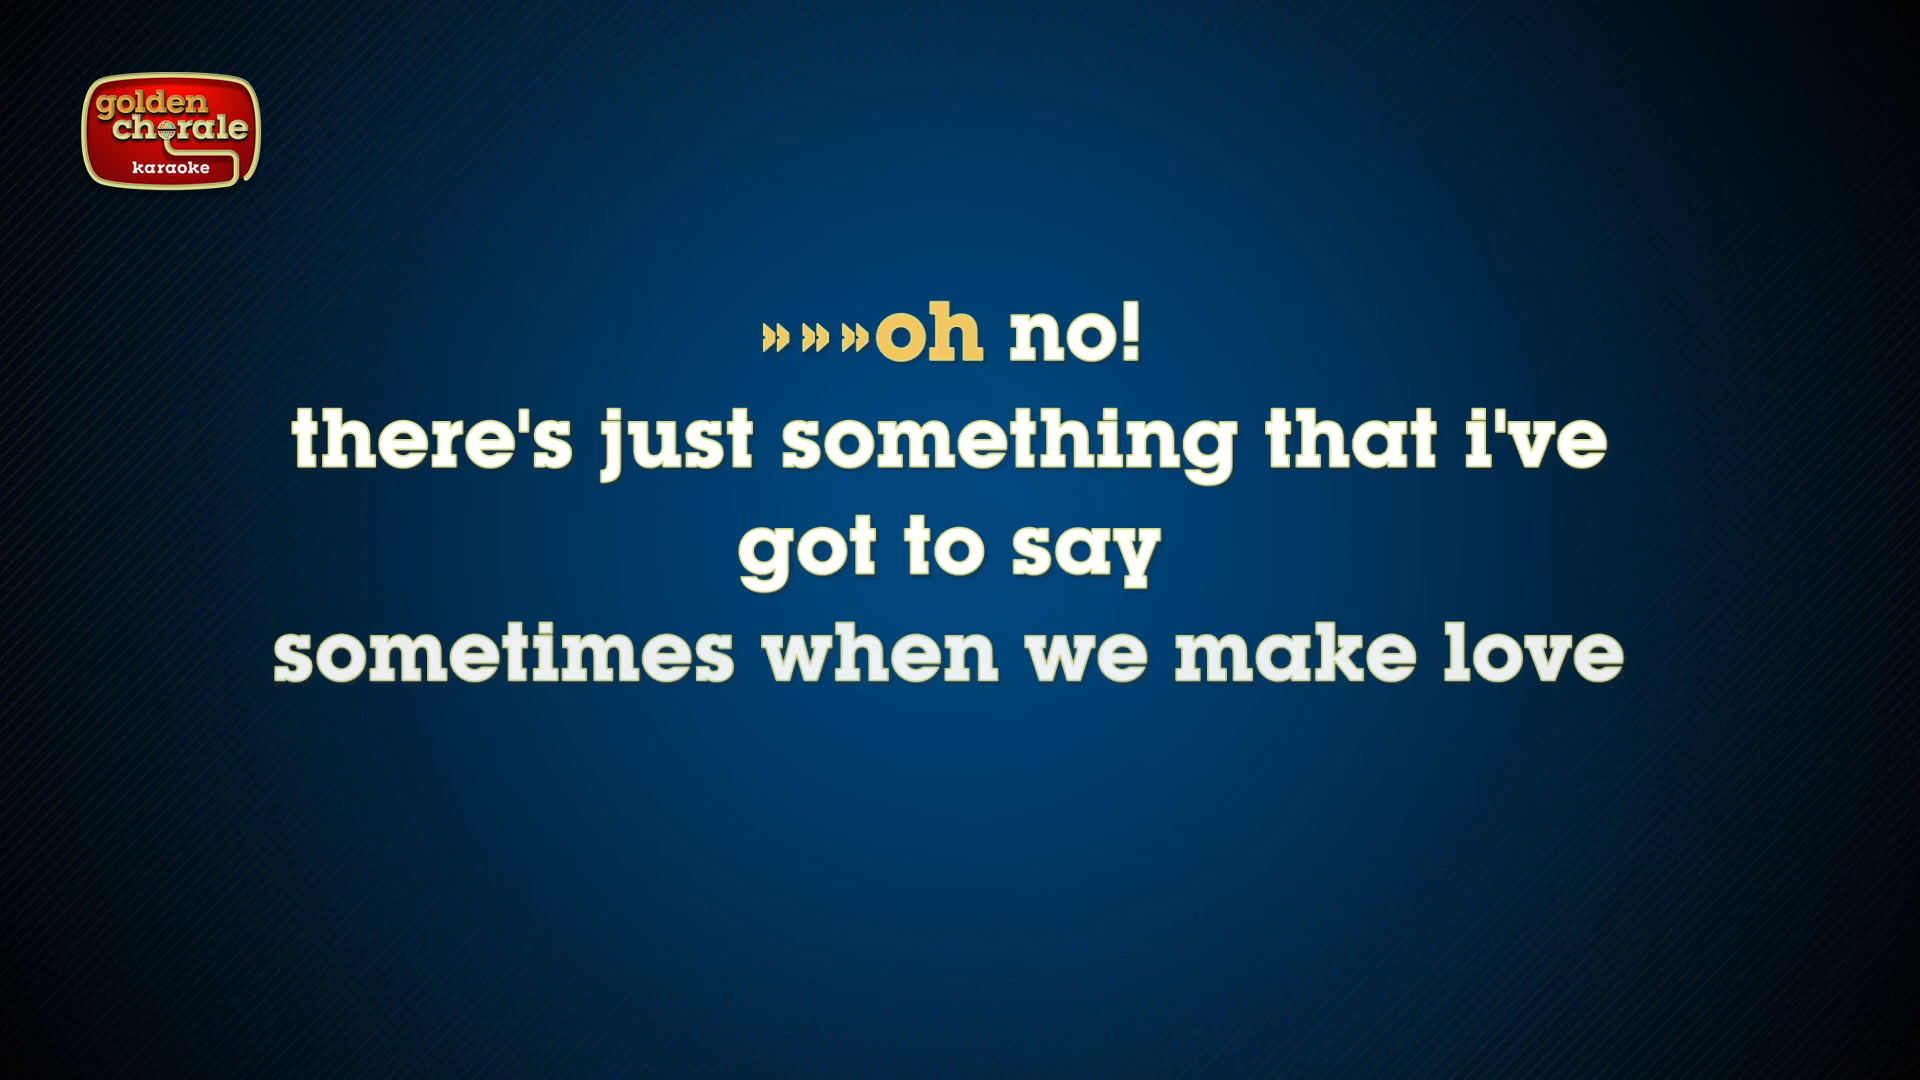 golden
chorale
karaoke
»»»oh no!
there's just something that i've
got to say
sometimes when we make love